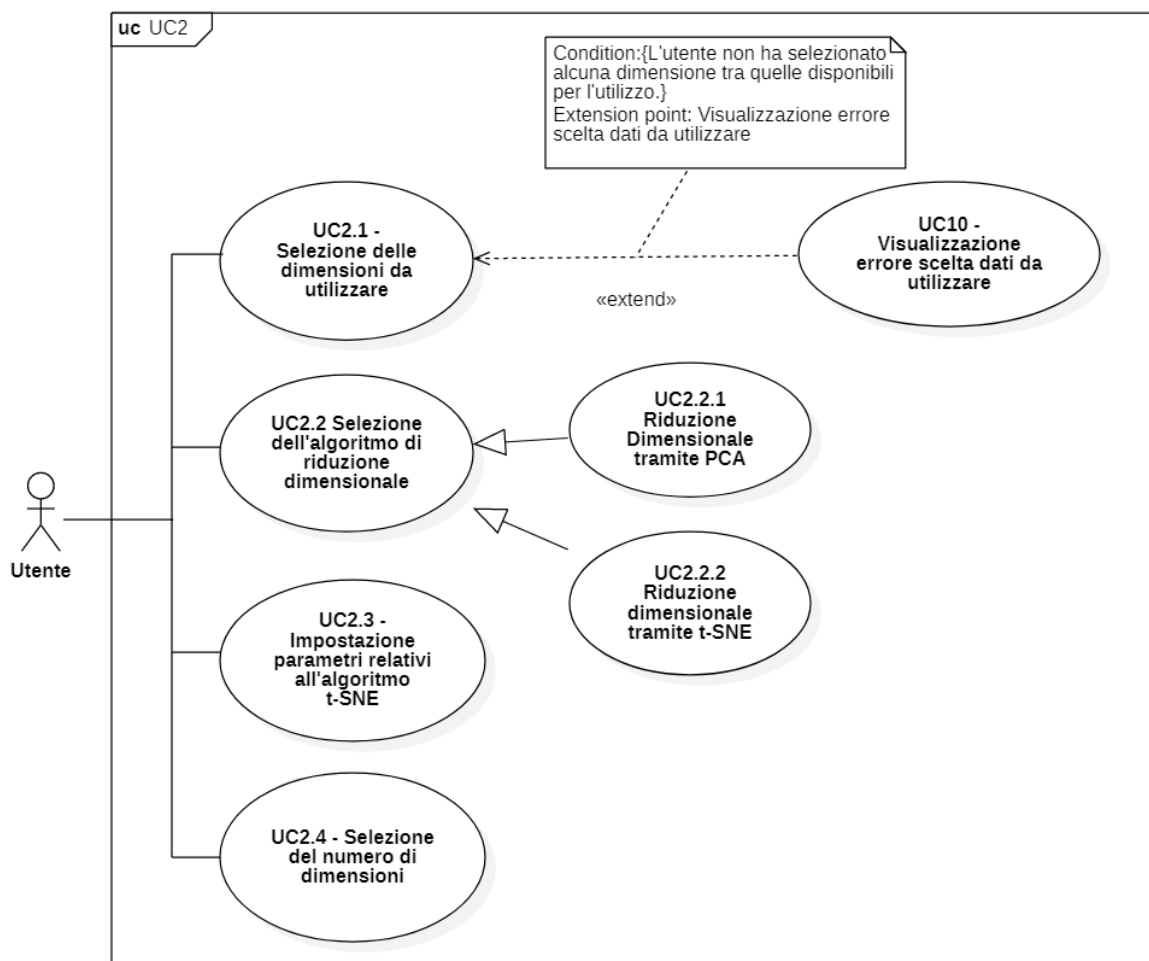 uc UC2
Condition:{L'utente non ha selezionato
alcuna dimensione tra quelle disponibili
per l'utilizzo.}
Extension point: Visualizzazione errore
scelta dati da utilizzare
UC2.1 -
Selezione delle
dimensioni da
utilizzare
UC10 -
Visualizzazione
errore scelta dati da
utilizzare
«extend»
UC2.2 Selezione
dell'algoritmo di
riduzione
dimensionale
UC2.2.1
Riduzione
Dimensionale
tramite PCA
UC2.2.2
Riduzione
dimensionale
tramite t-SNE
Utente
UC2.3 -
Impostazione
parametri relativi
all'algoritmo
t-SNE
UC2.4 - Selezione
del numero di
dimensioni